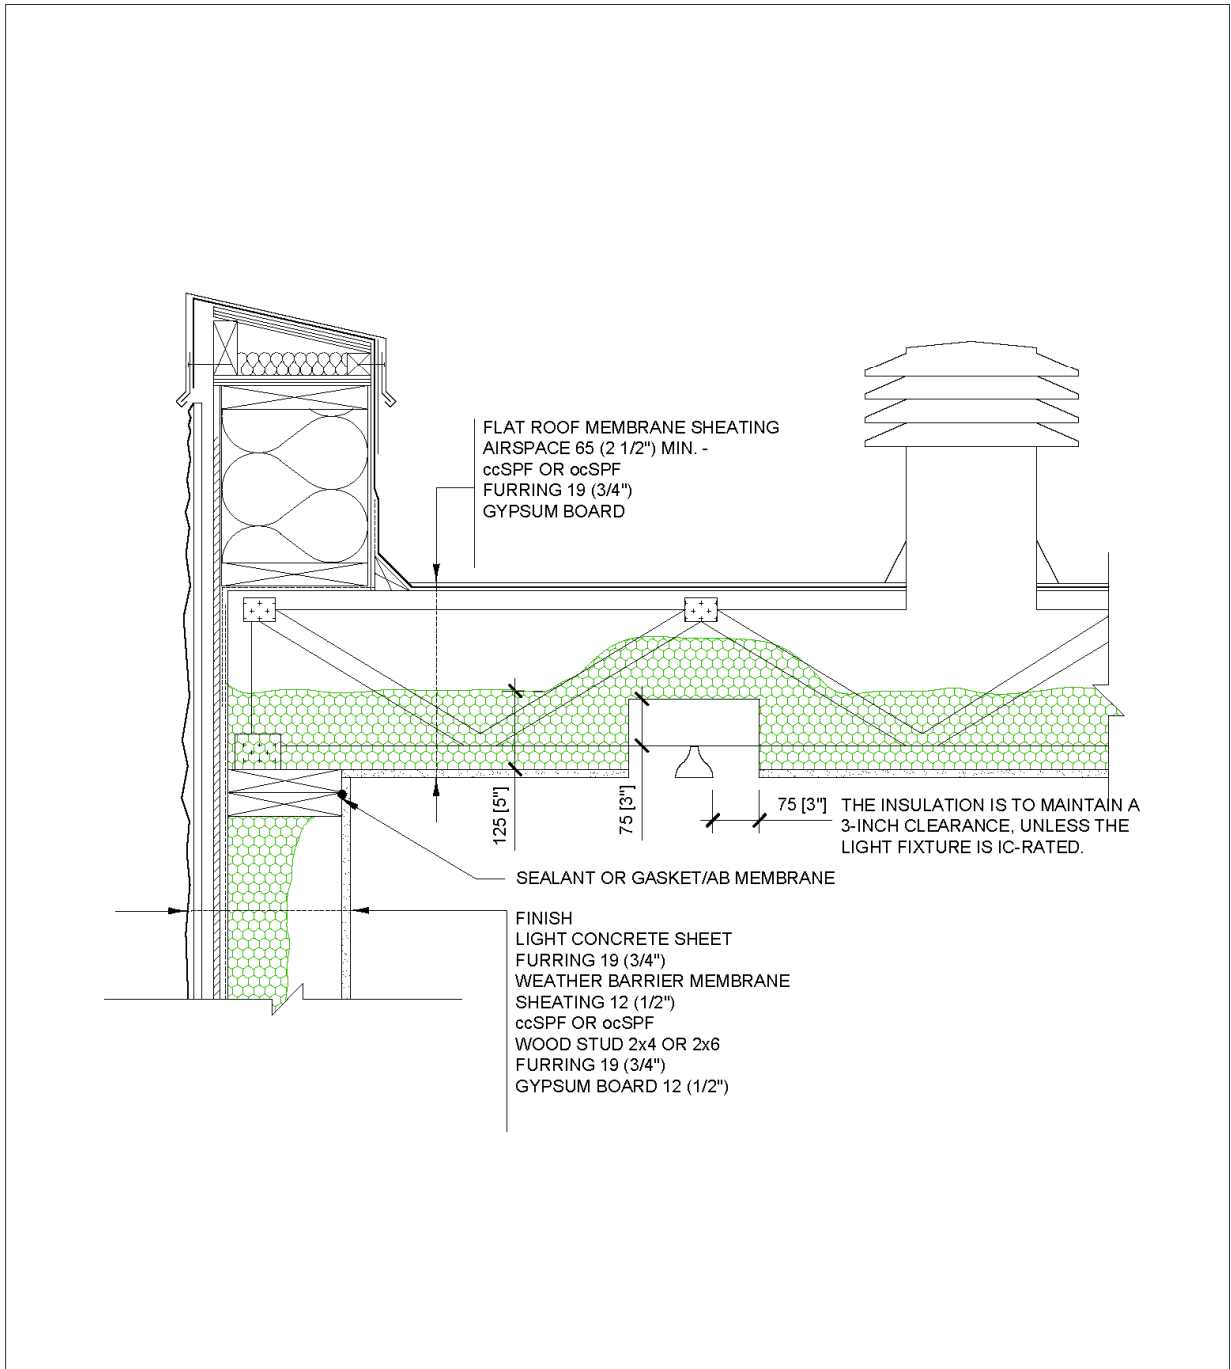 FLAT ROOF MEMBRANE SHEATING
AIRSPACE 65 (2 1/2") MIN. -
ccSPF OR ocSPF
FURRING 19 (3/4")
GYPSUM BOARD
125 [5"]
75 [3"]
75 [3"]
THE INSULATION IS TO MAINTAIN A
3-INCH CLEARANCE, UNLESS THE
LIGHT FIXTURE IS IC-RATED.
SEALANT OR GASKET/AB MEMBRANE
FINISH
LIGHT CONCRETE SHEET
FURRING 19 (3/4")
WEATHER BARRIER MEMBRANE
SHEATING 12 (1/2")
ccSPF OR ocSPF
WOOD STUD 2x4 OR 2x6
FURRING 19 (3/4")
GYPSUM BOARD 12 (1/2")